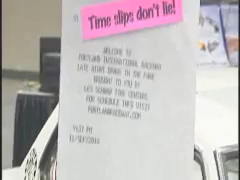 Time slips don't lie!
WELCOME TO
PORTLAND INTERNATIONAL RACEWAY
LATE NIGHT DRAGS IN THE PARK
BROUGHT TO YOU BY
LES SCHWAB TIRE CENTERS
FOR SCHEDULE INFO VISIT
PORTLANDRACEWAY.COM